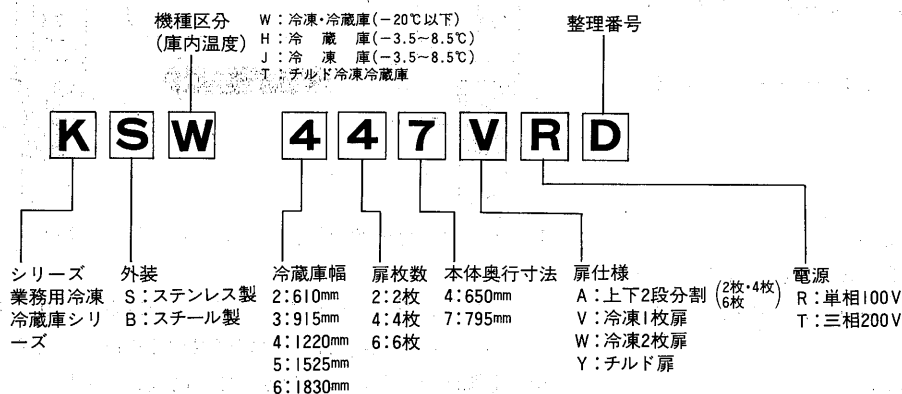 機種区分
(庫内温度)
W:冷凍・冷蔵庫(−20℃以下)
H:冷 蔵 庫(−3.5~8.5℃)
J:冷 凍 庫(−3.5~8.5℃)
T:チルド冷凍冷蔵庫
整理番号
K S W 4 4 7 V R D
シリーズ
業務用冷凍
冷蔵庫シリ
ーズ
外装
S:ステンレス製
B:スチール製
冷蔵庫幅
2:610mm
3:915mm
4:1220mm
5:1525mm
6:1830mm
扉枚数
2:2枚
4:4枚
6:6枚
本体奥行寸法
4:650mm
7:795mm
扉仕様
A:上下2段分割(2枚・4枚 6枚)
V:冷凍1枚扉
W:冷凍2枚扉
Y:チルド扉
電源
R:単相100V
T:三相200V